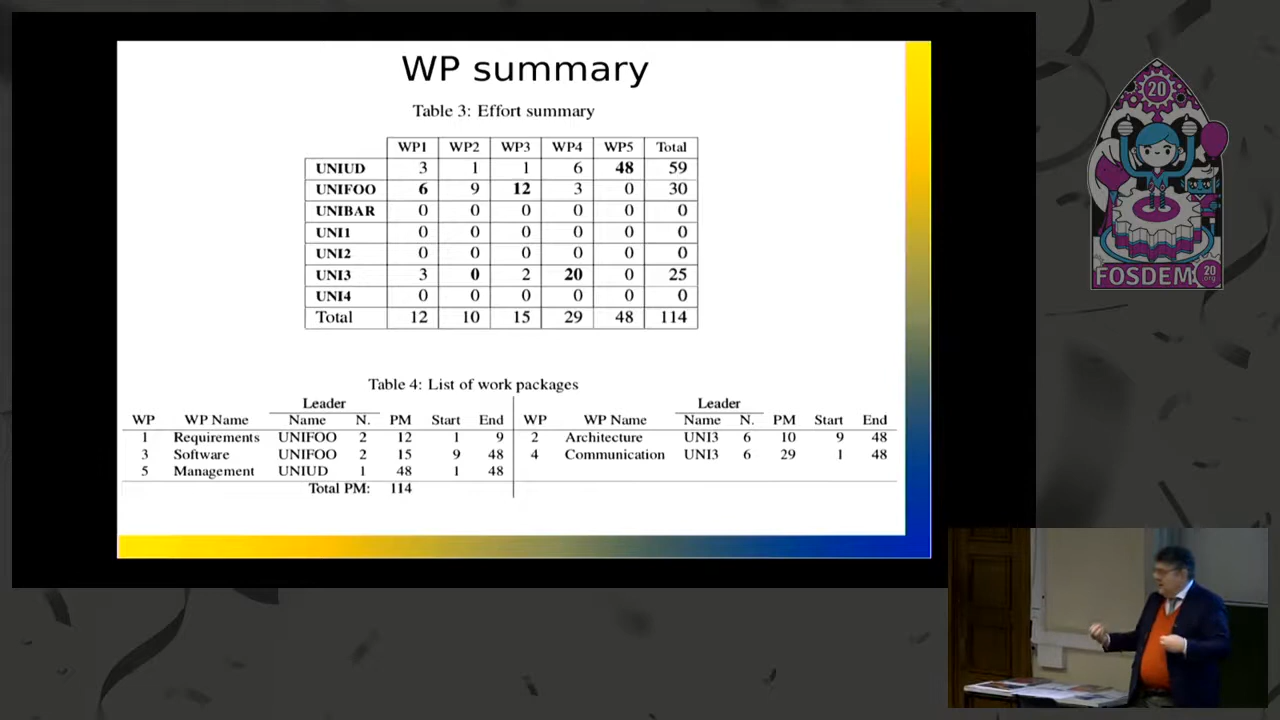 WP summary
Table 3: Effort summary
WP1 WP2 WP3 WP4 WP5 Total
UNIUD 3 1 1 6 48 59
UNIFOO 6 9 12 3 0 30
UNIBAR 0 0 0 0 0 0
UNI1 0 0 0 0 0 0
UNI2 0 0 0 0 0 0
UNI3 3 0 2 20 0 25
UNI4 0 0 0 0 0 0
Total 12 10 15 29 48 114
Table 4: List of work packages
Leader Leader
WP WP Name Name N. PM Start End WP WP Name Name N. PM Start End
1 Requirements UNIFOO 2 12 1 9 2 Architecture UNI3 6 10 9 48
3 Software UNIFOO 2 15 9 48 4 Communication UNI3 6 29 1 48
5 Management UNIUD 1 48 1 48
Total PM: 114
20
FOSDEM 20 .org